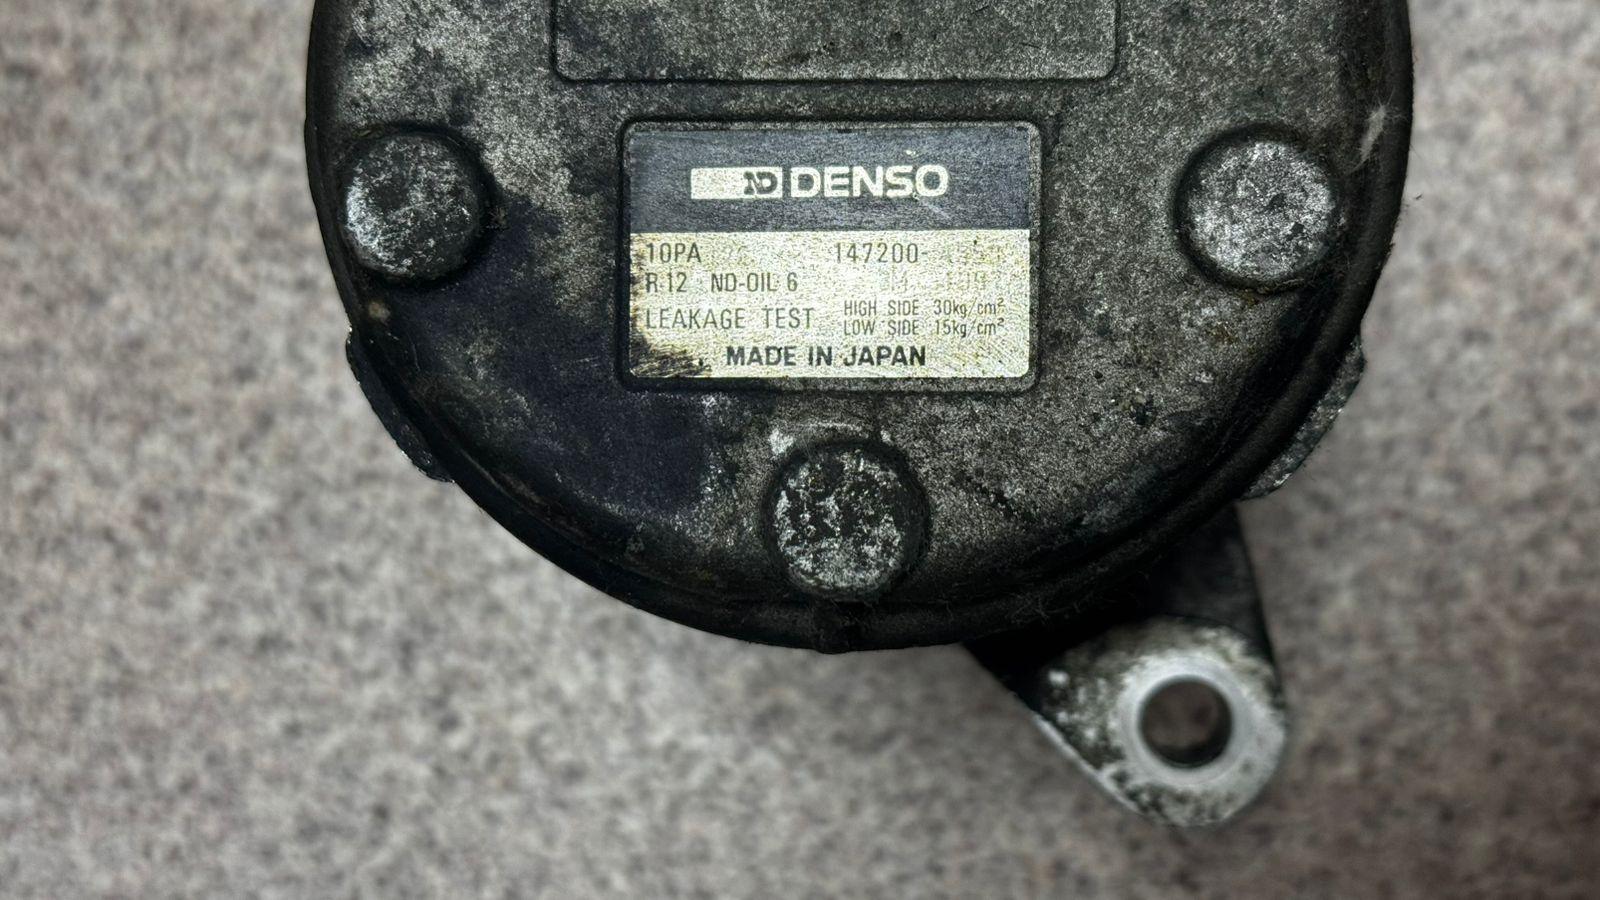 ND DENSO
10PA 147200-
R-12 ND-OIL 6
LEAKAGE TEST HIGH SIDE 30kg/cm²
LOW SIDE 15kg/cm²
MADE IN JAPAN